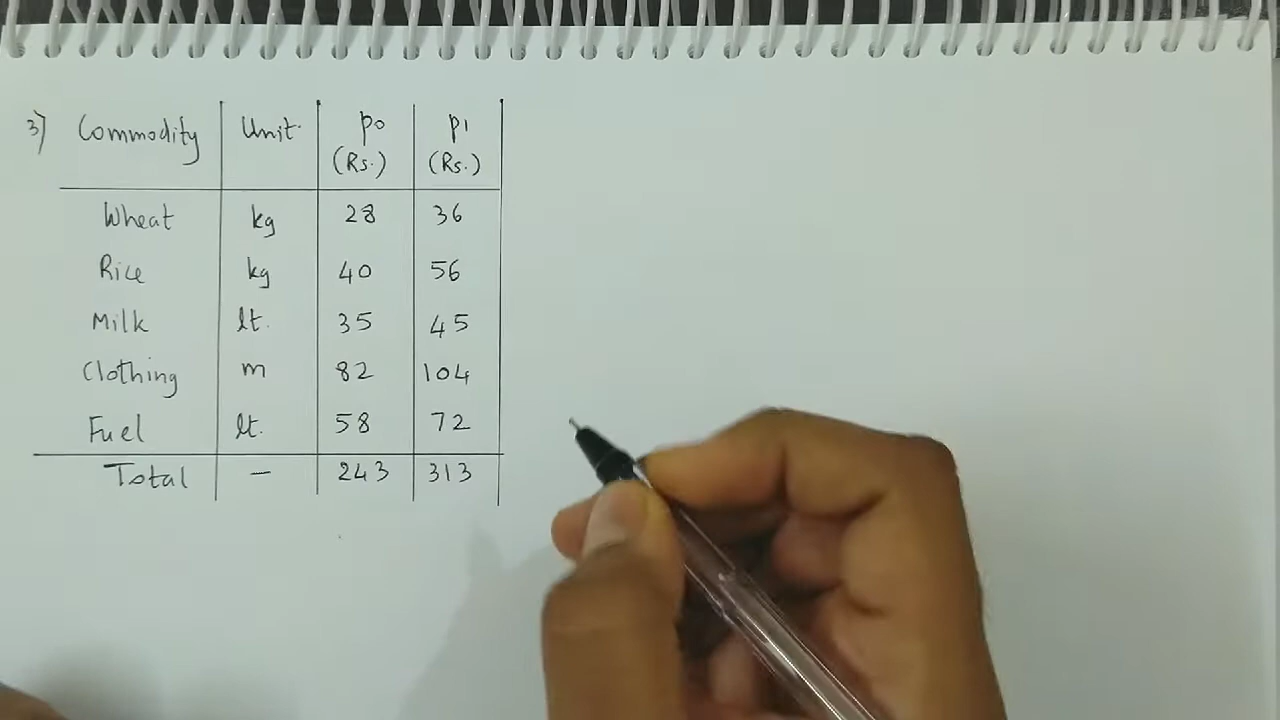 3) Commodity Unit. p0 p1
(Rs.) (Rs.)
Wheat kg 28 36
Rice kg 40 56
Milk lt. 35 45
Clothing m 82 104
Fuel lt. 58 72
Total — 243 313